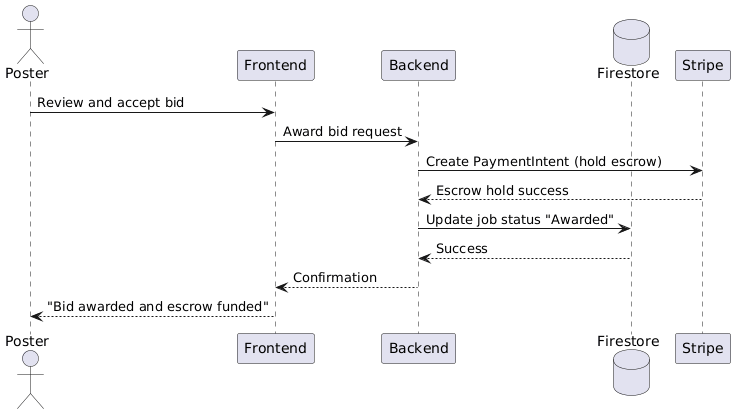 Poster
Frontend
Backend
Firestore
Stripe
Review and accept bid
Award bid request
Create PaymentIntent (hold escrow)
Escrow hold success
Update job status "Awarded"
Success
Confirmation
"Bid awarded and escrow funded"
Poster
Frontend
Backend
Firestore
Stripe